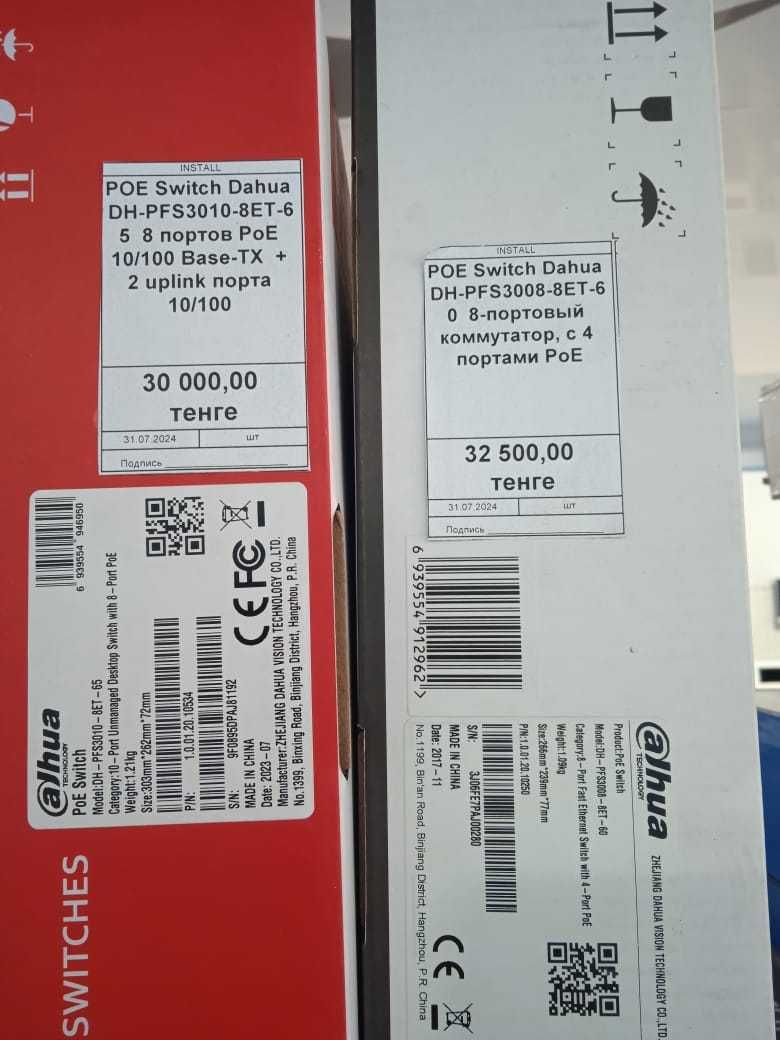 INSTALL
POE Switch Dahua
DH-PFS3010-8ET-6
5 8 портов PoE
10/100 Base-TX +
2 uplink порта
10/100
30 000,00
тенге
31.07.2024 шт
Подпись
6 939554 946950
alhua
TECHNOLOGY
PoE Switch
Model:DH-PFS3010-8ET-65
Category:10-Port Unmanaged Desktop Switch with 8-Port PoE
Weight:1.21kg
Size:303mm*262mm*72mm
P/N: 1.0.01.20.10534
S/N: 9F0895DPAJ81192
MADE IN CHINA
Date: 2023-07
Manufacturer:ZHEJIANG DAHUA VISION TECHNOLOGY CO.,LTD.
No.1399, Binxing Road, Binjiang District, Hangzhou, P.R. China
CE FC
SWITCHES
INSTALL
POE Switch Dahua
DH-PFS3008-8ET-6
0 8-портовый
коммутатор, с 4
портами PoE
32 500,00
тенге
31.07.2024 шт
Подпись
6 939554 912962 >
alhua
TECHNOLOGY
ZHEJIANG DAHUA VISION TECHNOLOGY CO.,LTD.
Product:PoE Switch
Model:DH-PFS3008-8ET-60
Category:8-Port Fast Ethernet Switch with 4-Port PoE
Weight:1.09kg
Size:266mm*239mm*77mm
P/N:1.0.01.20.10250
S/N: 3J06FE7PAJ00280
MADE IN CHINA
Date: 2017-11
No.1199, Bin'an Road, Binjiang District, Hangzhou, P.R. China
CE